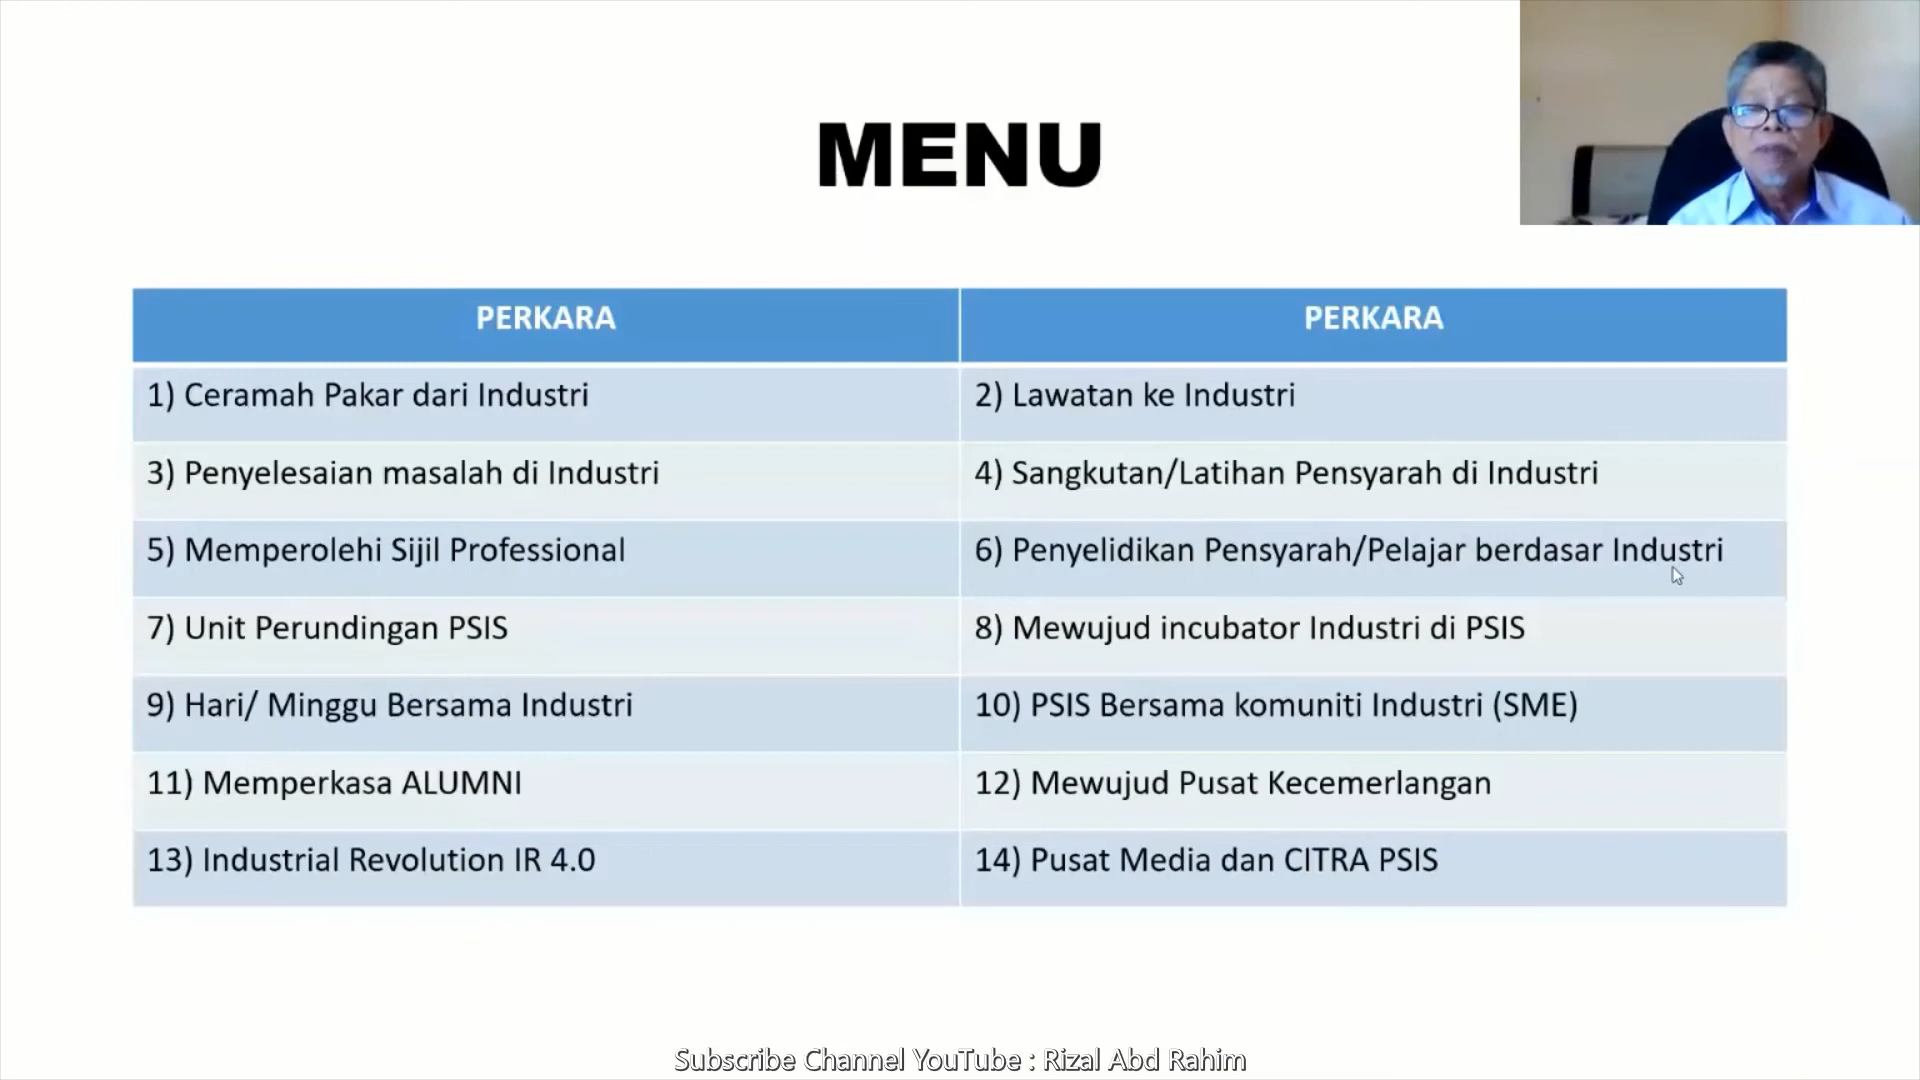 MENU
PERKARA
PERKARA
1) Ceramah Pakar dari Industri
2) Lawatan ke Industri
3) Penyelesaian masalah di Industri
4) Sangkutan/Latihan Pensyarah di Industri
5) Memperolehi Sijil Professional
6) Penyelidikan Pensyarah/Pelajar berdasar Industri
7) Unit Perundingan PSIS
8) Mewujud incubator Industri di PSIS
9) Hari/ Minggu Bersama Industri
10) PSIS Bersama komuniti Industri (SME)
11) Memperkasa ALUMNI
12) Mewujud Pusat Kecemerlangan
13) Industrial Revolution IR 4.0
14) Pusat Media dan CITRA PSIS
Subscribe Channel YouTube : Rizal Abd Rahim